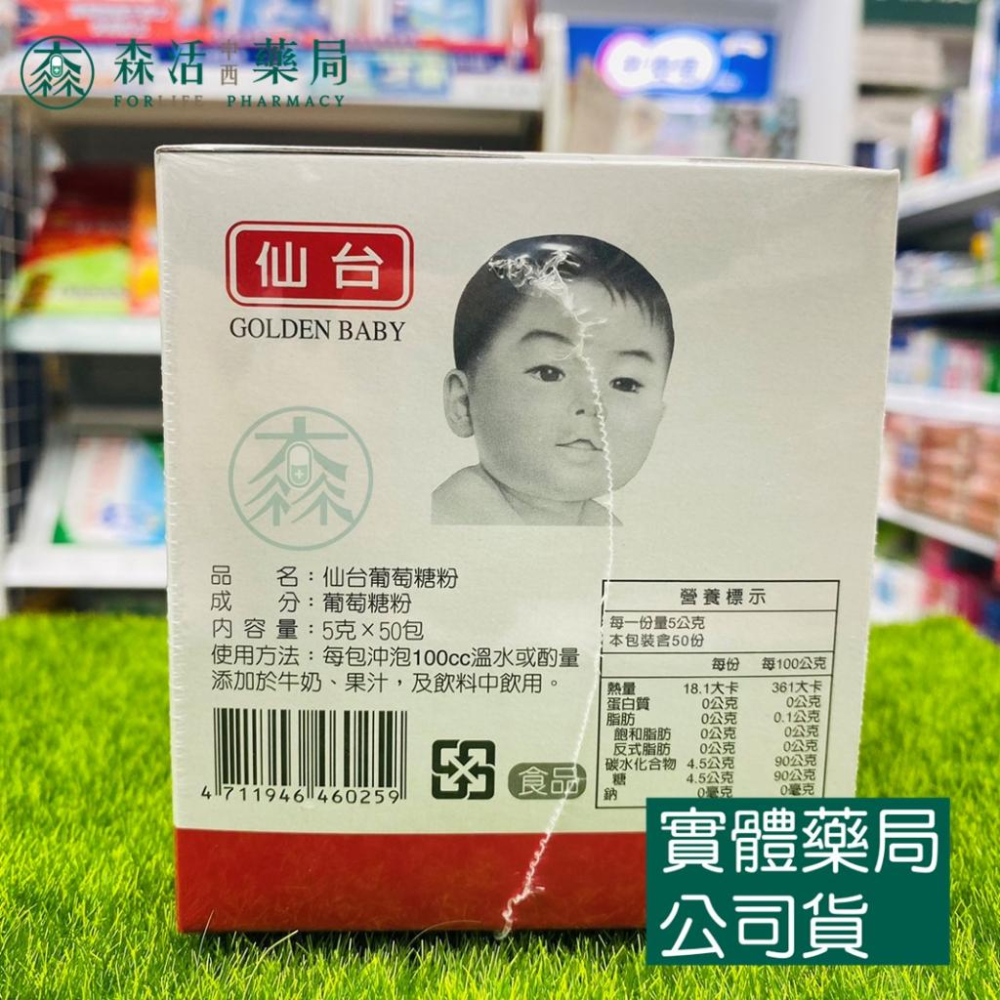 森活中西藥局
FORLIFE PHARMACY
仙台
GOLDEN BABY
品　　名：仙台葡萄糖粉
成　　分：葡萄糖粉
內容量：5克×50包
使用方法：每包沖泡100cc溫水或酌量
添加於牛奶、果汁，及飲料中飲用。
4 711946 460259
食品
營養標示
每一份量5公克
本包裝含50份
每份 每100公克
熱量 18.1大卡 361大卡
蛋白質 0公克 0公克
脂肪 0公克 0.1公克
飽和脂肪 0公克 0公克
反式脂肪 0公克 0公克
碳水化合物 4.5公克 90公克
糖 4.5公克 90公克
鈉 0毫克 0毫克
實體藥局
公司貨